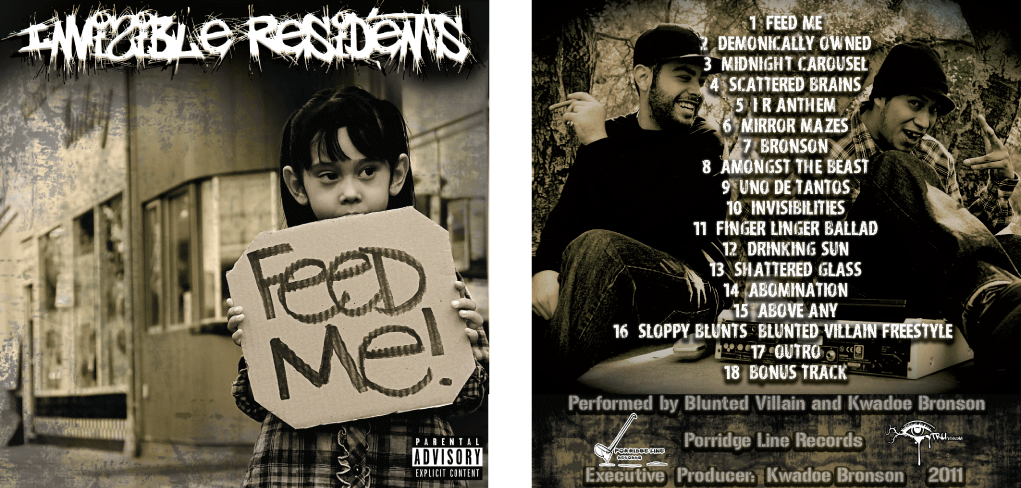 INVISIBLE RESIDENTS
FEED
ME!
PARENTAL
ADVISORY
EXPLICIT CONTENT
1 FEED ME
2 DEMONICALLY OWNED
3 MIDNIGHT CAROUSEL
4 SCATTERED BRAINS
5 I R ANTHEM
6 MIRROR MAZES
7 BRONSON
8 AMONGST THE BEAST
9 UNO DE TANTOS
10 INVISIBILITIES
11 FINGER LINGER BALLAD
12 DRINKING SUN
13 SHATTERED GLASS
14 ABOMINATION
15 ABOVE ANY
16 SLOPPY BLUNTS BLUNTED VILLAIN FREESTYLE
17 OUTRO
18 BONUS TRACK
Performed by Blunted Villain and Kwadoe Bronson
PORRIDGE LINE
RECORDS
Porridge Line Records
Executive Producer: Kwadoe Bronson 2011